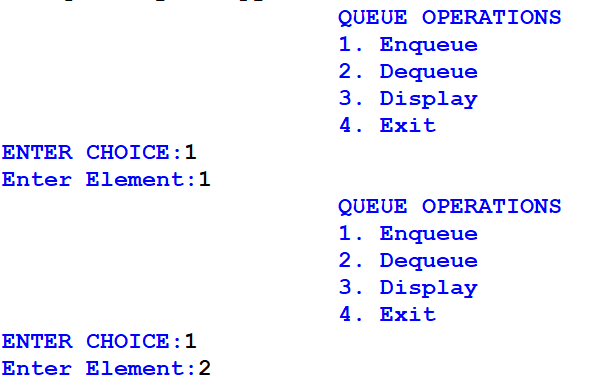 QUEUE OPERATIONS
1. Enqueue
2. Dequeue
3. Display
4. Exit
ENTER CHOICE:1
Enter Element:1
QUEUE OPERATIONS
1. Enqueue
2. Dequeue
3. Display
4. Exit
ENTER CHOICE:1
Enter Element:2